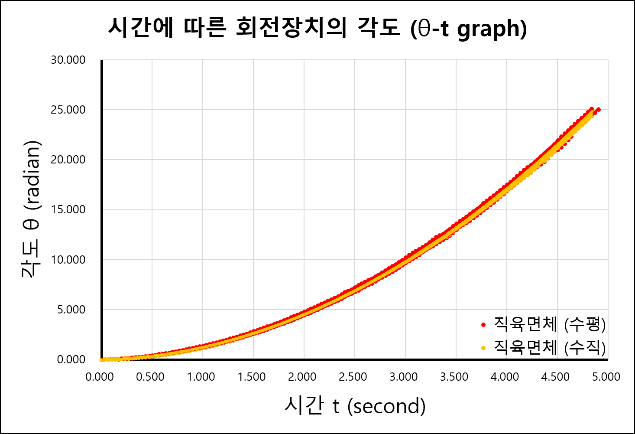 시간에 따른 회전장치의 각도 (θ-t graph)
30.000
25.000
20.000
15.000
10.000
5.000
0.000
각도 θ (radian)
직육면체 (수평)
직육면체 (수직)
0.000 0.500 1.000 1.500 2.000 2.500 3.000 3.500 4.000 4.500 5.000
시간 t (second)